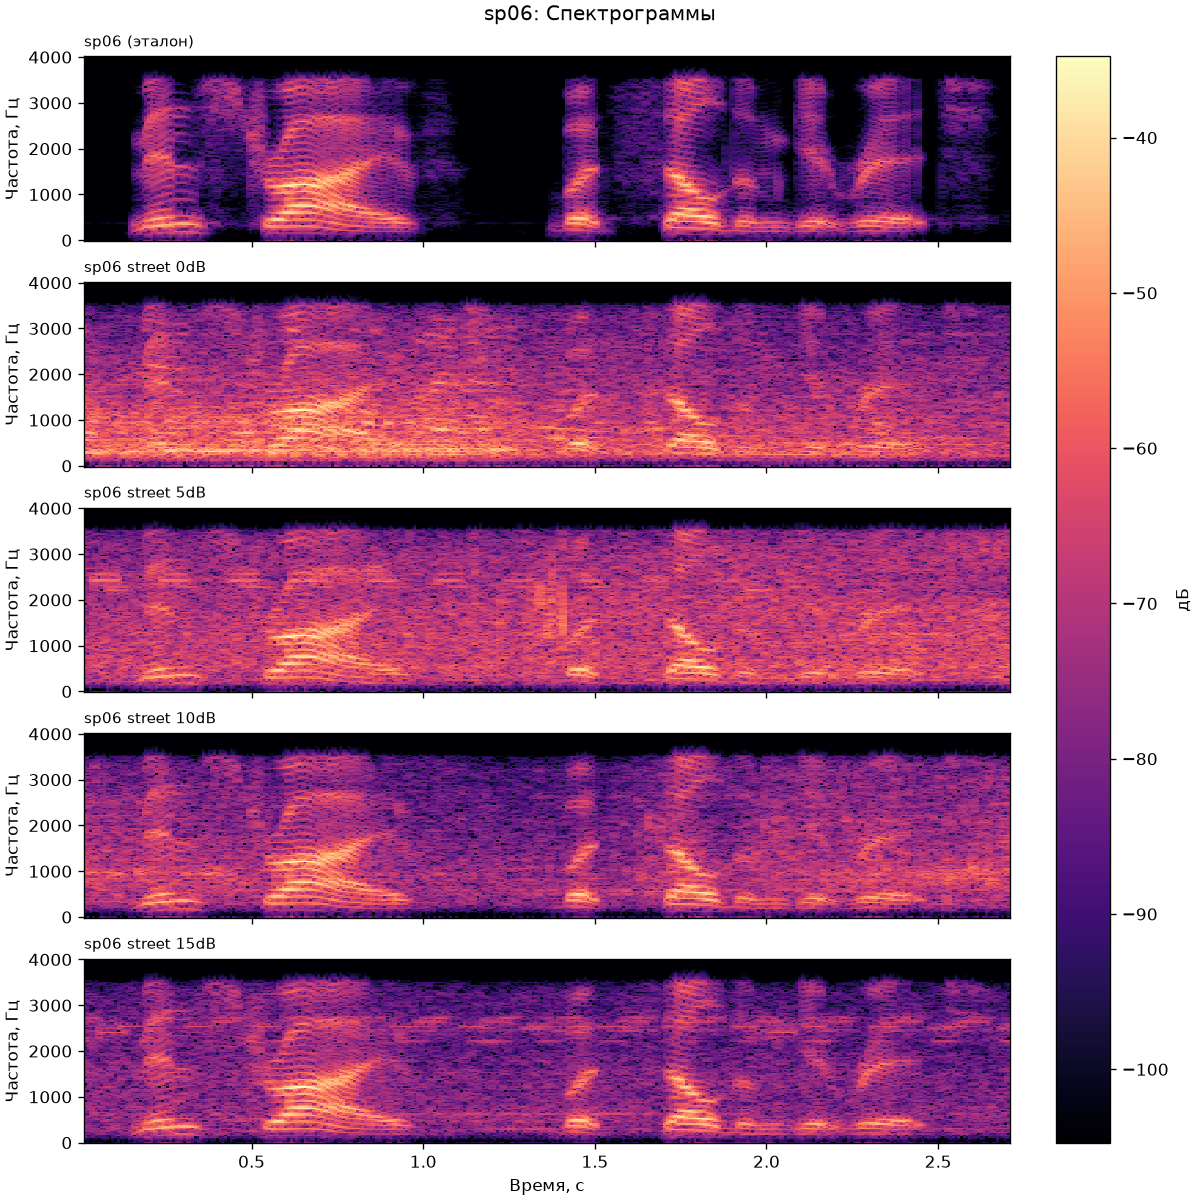 sp06: Спектрограммы
sp06 (эталон)
4000
3000
2000
1000
0
Частота, Гц
sp06 street 0dB
4000
3000
2000
1000
0
Частота, Гц
sp06 street 5dB
4000
3000
2000
1000
0
Частота, Гц
sp06 street 10dB
4000
3000
2000
1000
0
Частота, Гц
sp06 street 15dB
4000
3000
2000
1000
0
Частота, Гц
0.5 1.0 1.5 2.0 2.5
Время, с
−40
−50
−60
−70
−80
−90
−100
дБ